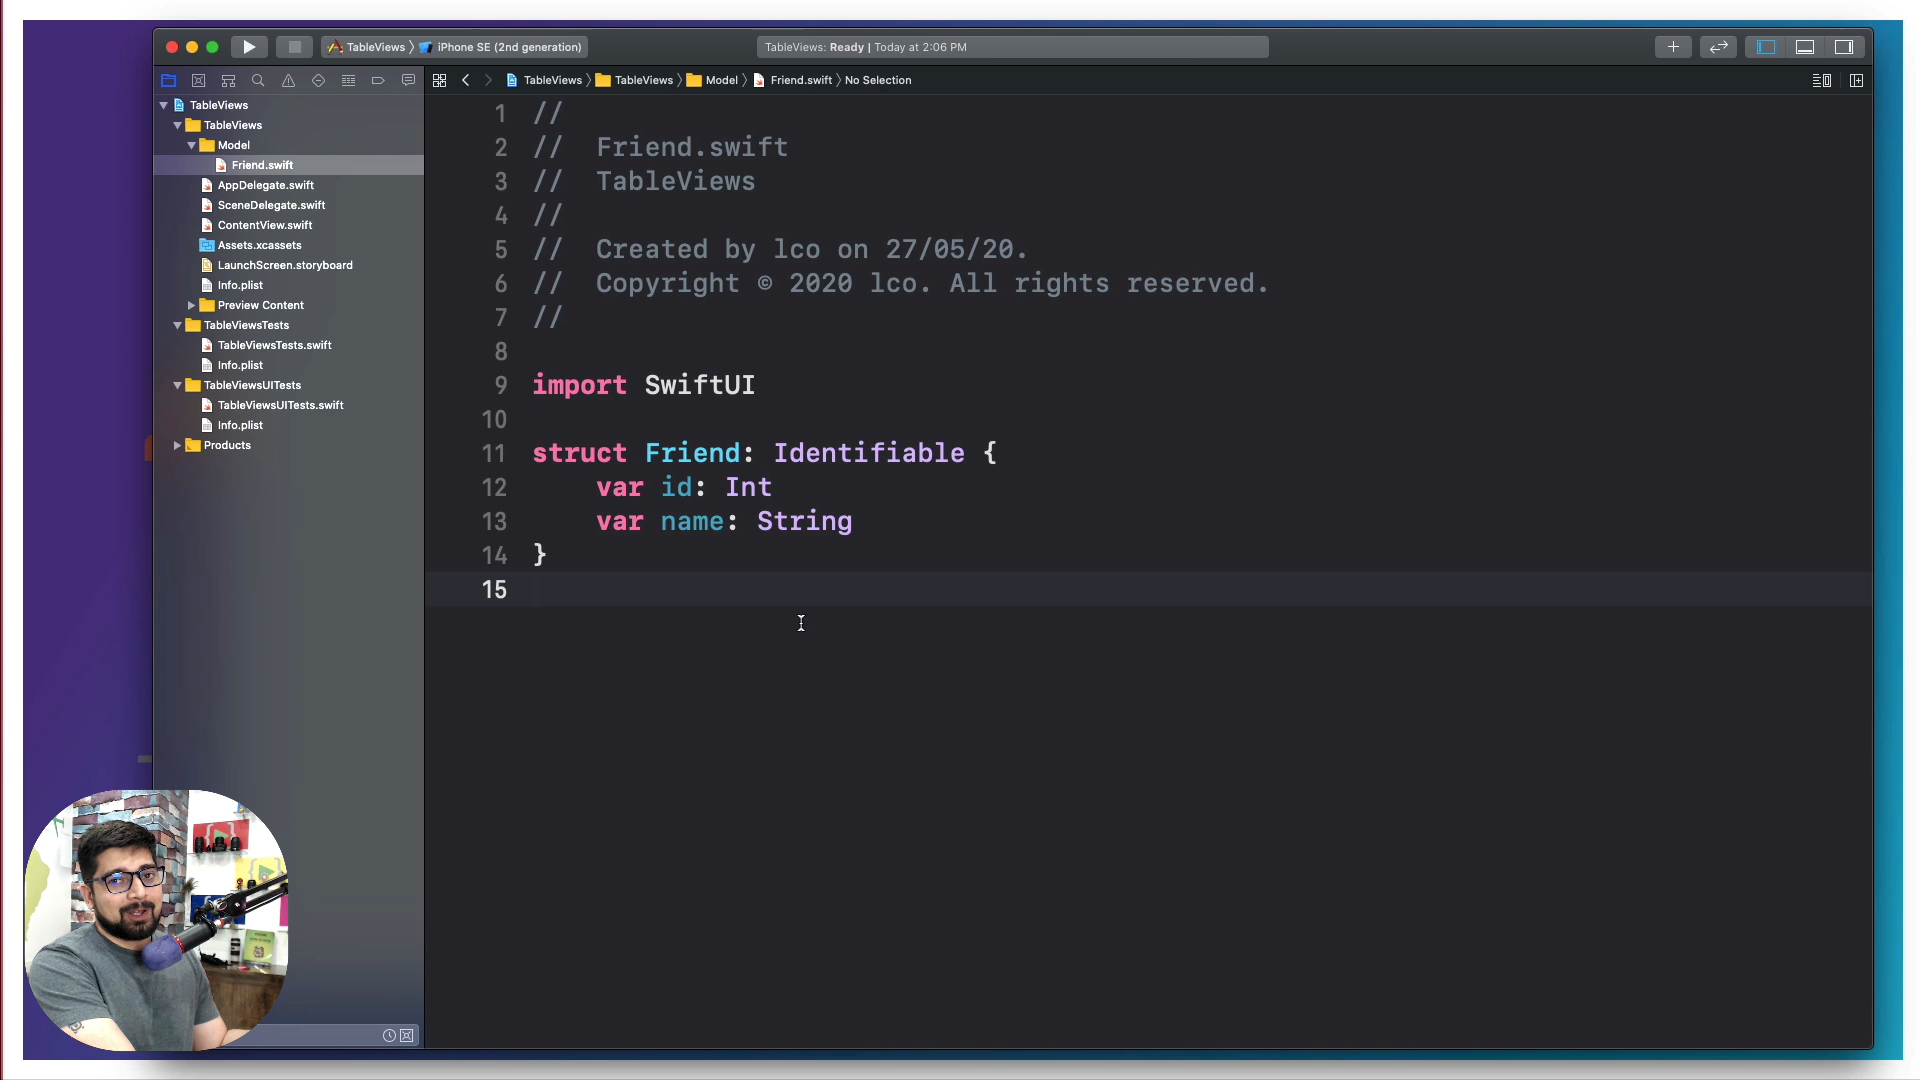 TableViews
iPhone SE (2nd generation)
TableViews: Ready | Today at 2:06 PM
TableViews
TableViews
Model
Friend.swift
No Selection
TableViews
TableViews
Model
Friend.swift
AppDelegate.swift
SceneDelegate.swift
ContentView.swift
Assets.xcassets
LaunchScreen.storyboard
Info.plist
Preview Content
TableViewsTests
TableViewsTests.swift
Info.plist
TableViewsUITests
TableViewsUITests.swift
Info.plist
Products
1 //
2 //  Friend.swift
3 //  TableViews
4 //
5 //  Created by lco on 27/05/20.
6 //  Copyright © 2020 lco. All rights reserved.
7 //
8
9 import SwiftUI
10
11 struct Friend: Identifiable {
12     var id: Int
13     var name: String
14 }
15